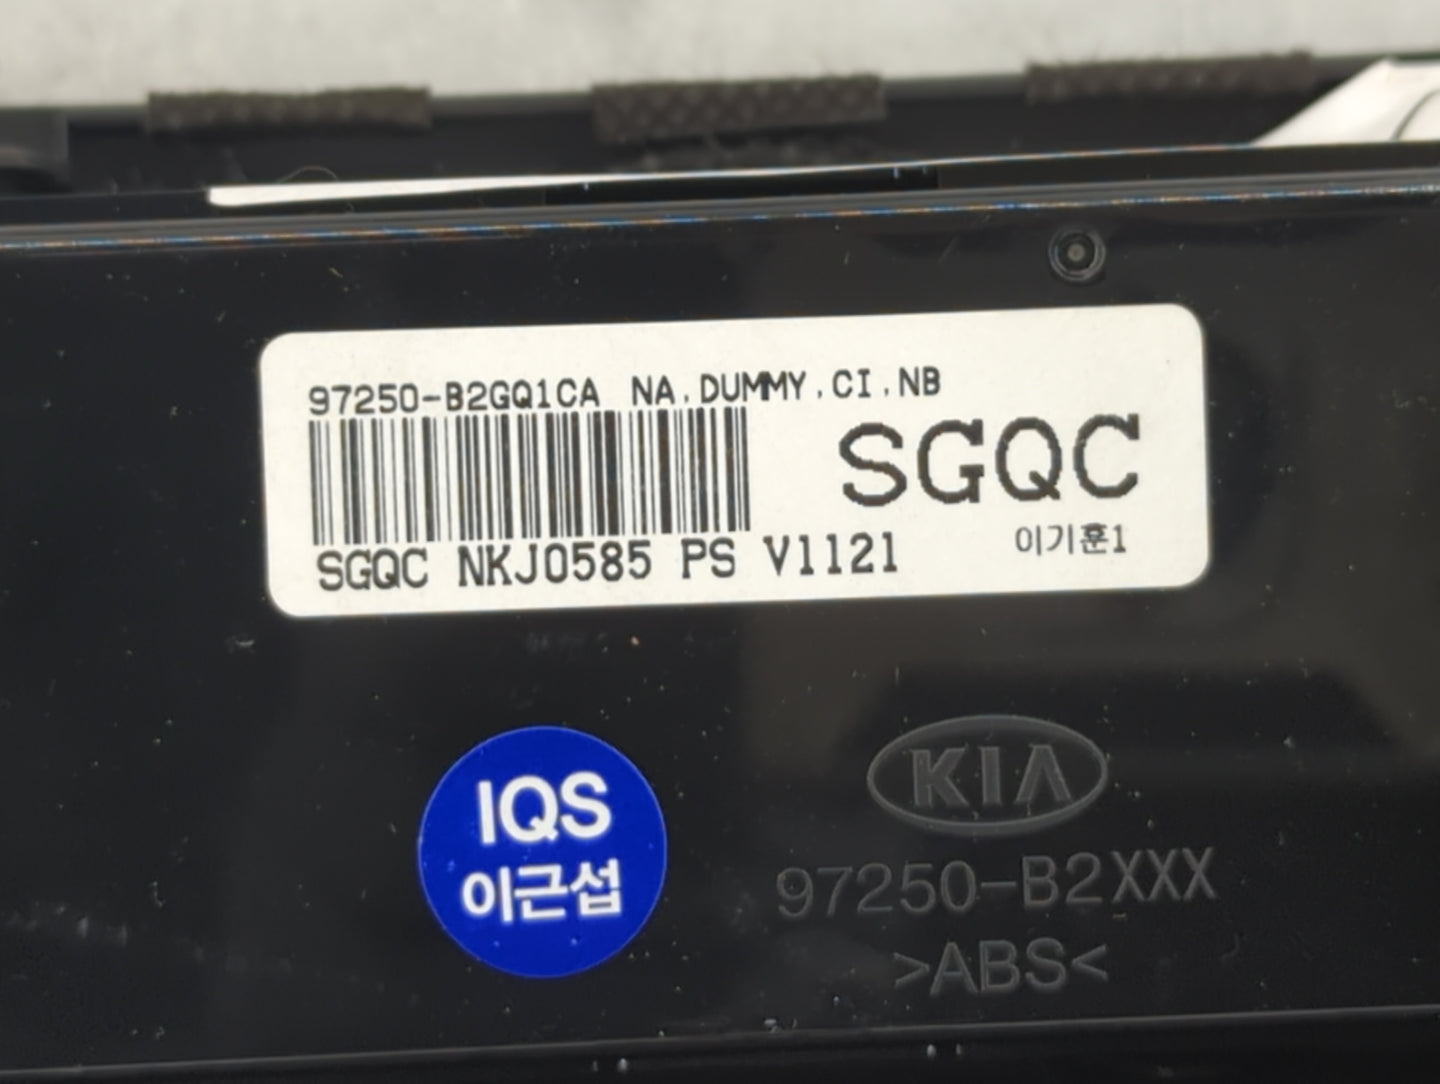 97250-B2GQ1CA NA.DUMMY.CI.NB
SGQC
SGQC NKJ0585 PS V1121
이기훈1
IQS
이근섭
KIA
97250-B2XXX
>ABS<